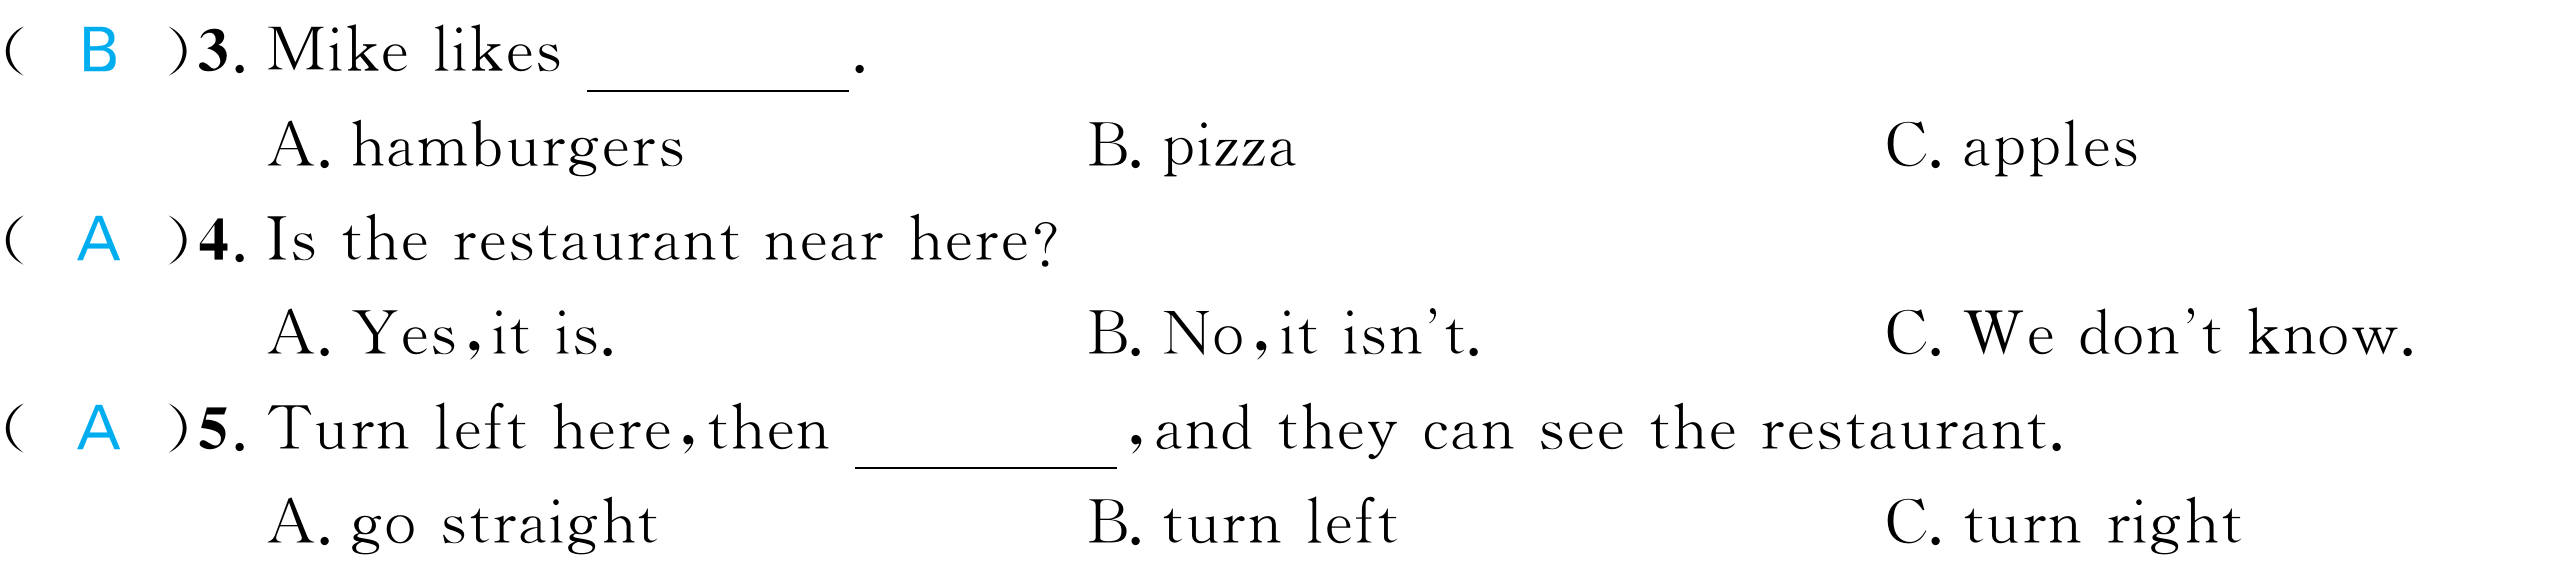 ( B )3. Mike likes ________.
A. hamburgers B. pizza C. apples
( A )4. Is the restaurant near here?
A. Yes,it is. B. No,it isn't. C. We don't know.
( A )5. Turn left here,then ________,and they can see the restaurant.
A. go straight B. turn left C. turn right